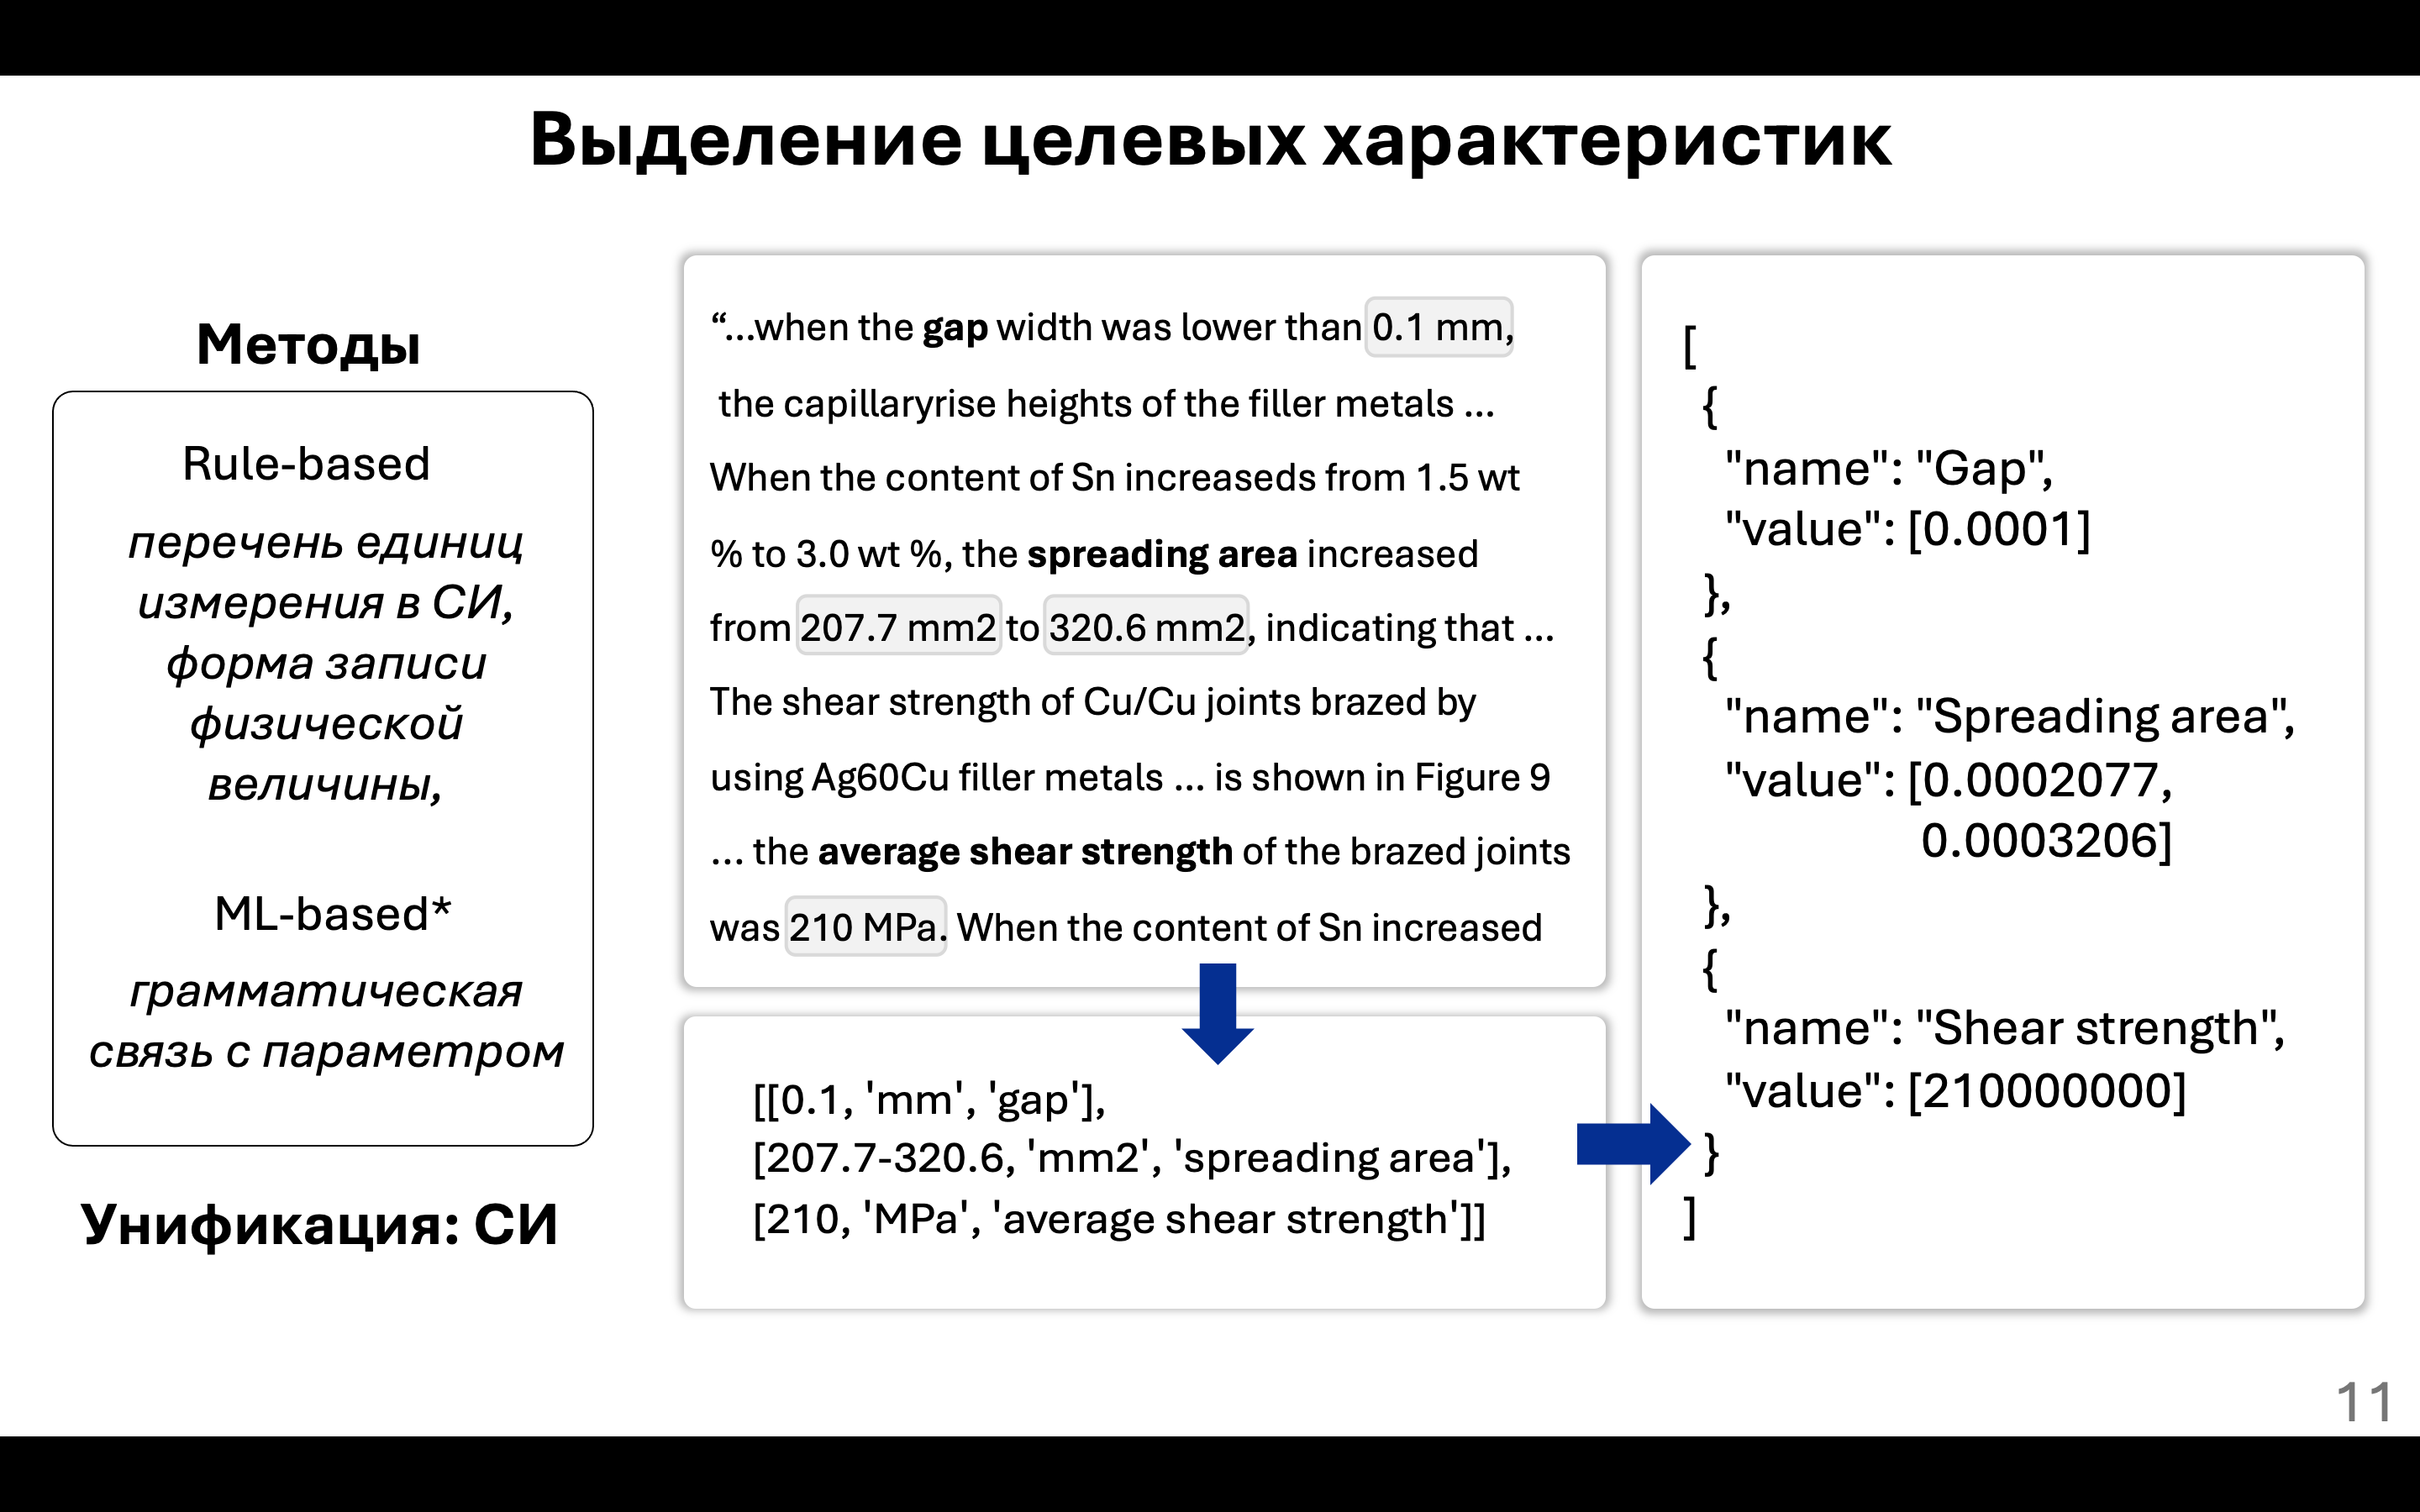 Выделение целевых характеристик
Методы
Rule-based
перечень единиц
измерения в СИ,
форма записи
физической
величины,
ML-based*
грамматическая
связь с параметром
Унификация: СИ
“...when the gap width was lower than 0.1 mm,
the capillaryrise heights of the filler metals ...
When the content of Sn increaseds from 1.5 wt
% to 3.0 wt %, the spreading area increased
from 207.7 mm2 to 320.6 mm2, indicating that ...
The shear strength of Cu/Cu joints brazed by
using Ag60Cu filler metals ... is shown in Figure 9
... the average shear strength of the brazed joints
was 210 MPa. When the content of Sn increased
[[0.1, 'mm', 'gap'],
[207.7-320.6, 'mm2', 'spreading area'],
[210, 'MPa', 'average shear strength']]
[
{
"name": "Gap",
"value": [0.0001]
},
{
"name": "Spreading area",
"value": [0.0002077,
0.0003206]
},
{
"name": "Shear strength",
"value": [210000000]
}
]
11